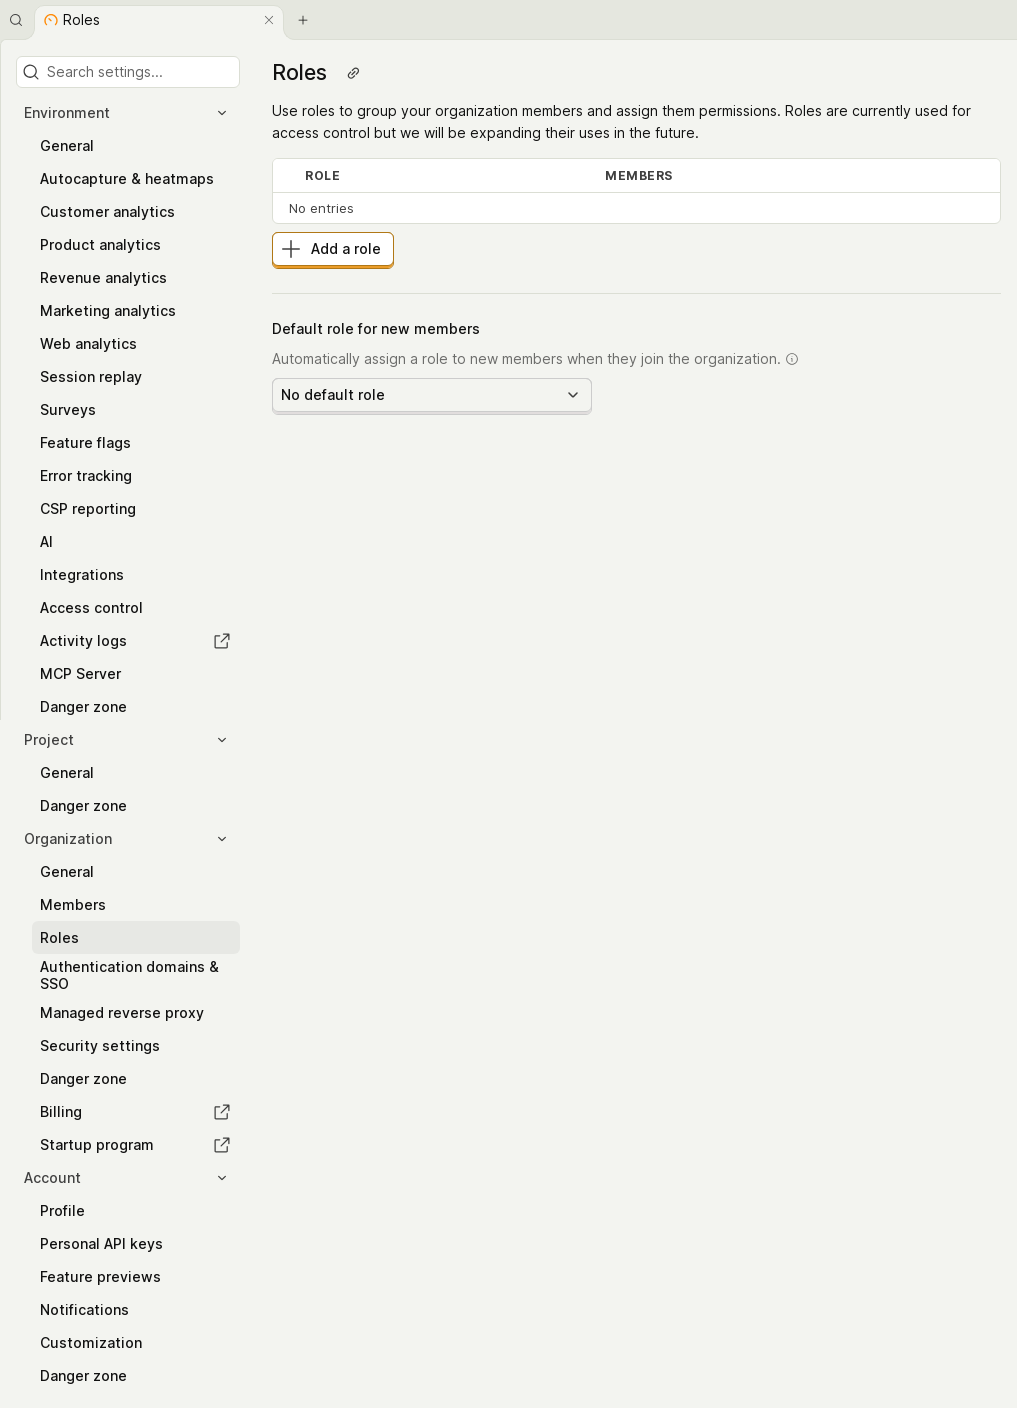 Roles
Search settings...
Environment
General
Autocapture & heatmaps
Customer analytics
Product analytics
Revenue analytics
Marketing analytics
Web analytics
Session replay
Surveys
Feature flags
Error tracking
CSP reporting
AI
Integrations
Access control
Activity logs
MCP Server
Danger zone
Project
General
Danger zone
Organization
General
Members
Roles
Authentication domains &
SSO
Managed reverse proxy
Security settings
Danger zone
Billing
Startup program
Account
Profile
Personal API keys
Feature previews
Notifications
Customization
Danger zone
Roles
Use roles to group your organization members and assign them permissions. Roles are currently used for
access control but we will be expanding their uses in the future.
ROLE MEMBERS
No entries
Add a role
Default role for new members
Automatically assign a role to new members when they join the organization.
No default role